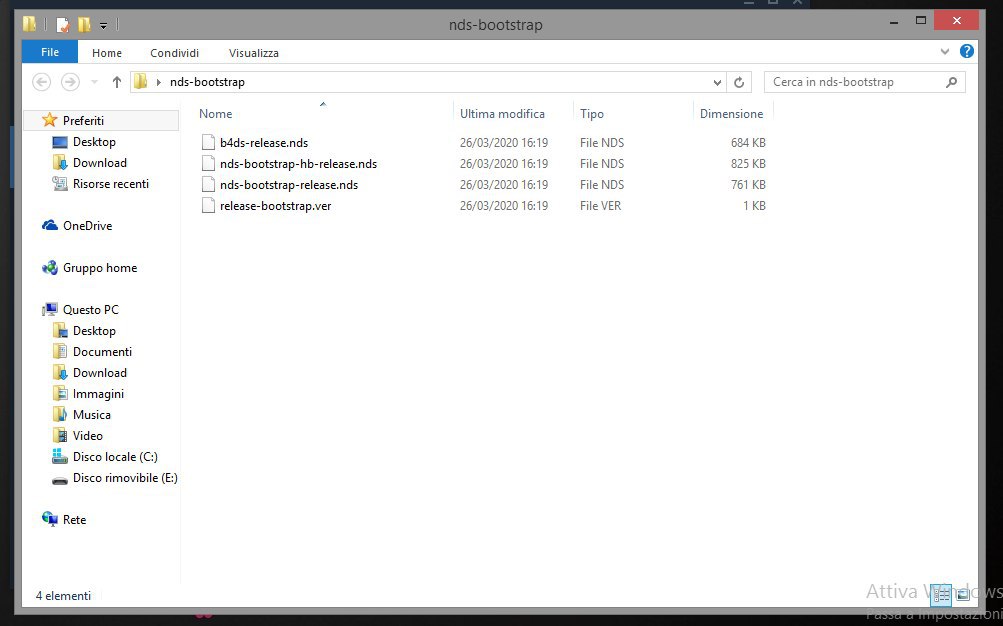 nds-bootstrap
File Home Condividi Visualizza
nds-bootstrap Cerca in nds-bootstrap
Nome Ultima modifica Tipo Dimensione
Preferiti
Desktop
Download
Risorse recenti
OneDrive
Gruppo home
Questo PC
Desktop
Documenti
Download
Immagini
Musica
Video
Disco locale (C:)
Disco rimovibile (E:)
Rete
b4ds-release.nds 26/03/2020 16:19 File NDS 684 KB
nds-bootstrap-hb-release.nds 26/03/2020 16:19 File NDS 825 KB
nds-bootstrap-release.nds 26/03/2020 16:19 File NDS 761 KB
release-bootstrap.ver 26/03/2020 16:19 File VER 1 KB
4 elementi
Attiva Windows
Passa a Impostazioni